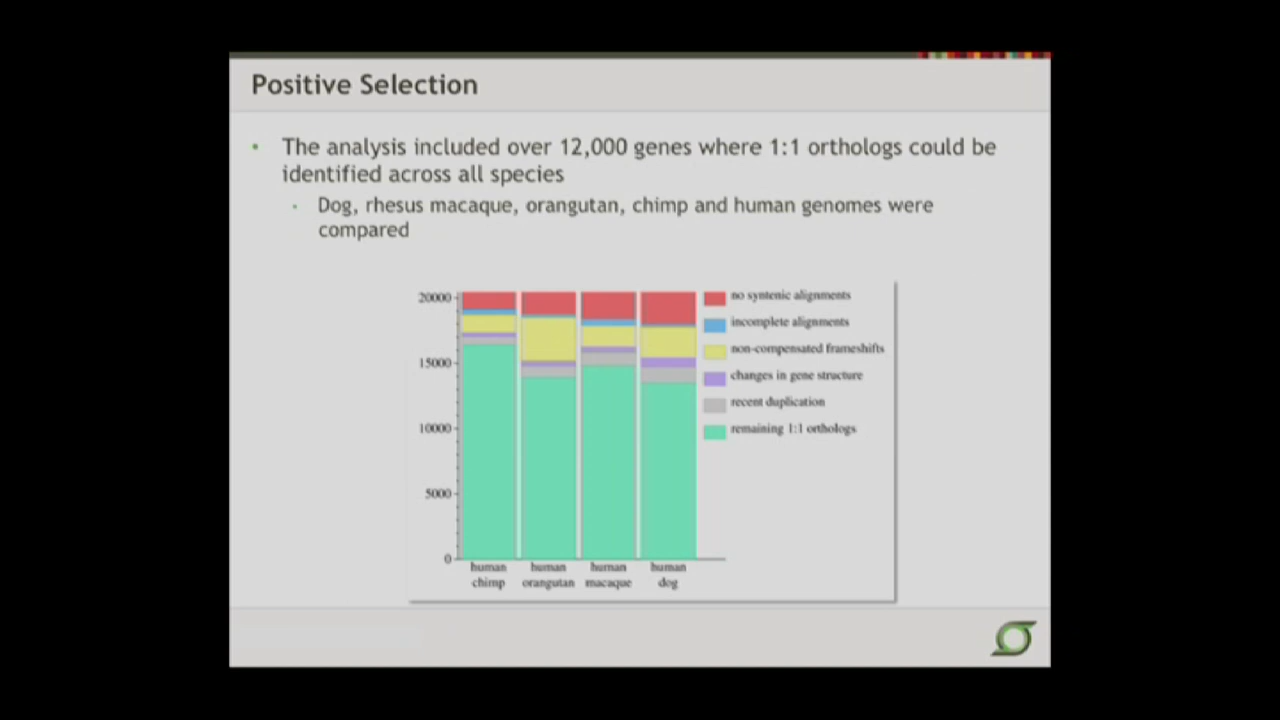 Positive Selection
• The analysis included over 12,000 genes where 1:1 orthologs could be
identified across all species
• Dog, rhesus macaque, orangutan, chimp and human genomes were
compared
20000
15000
10000
5000
0
no syntenic alignments
incomplete alignments
non-compensated frameshifts
changes in gene structure
recent duplication
remaining 1:1 orthologs
human human human human
chimp orangutan macaque dog